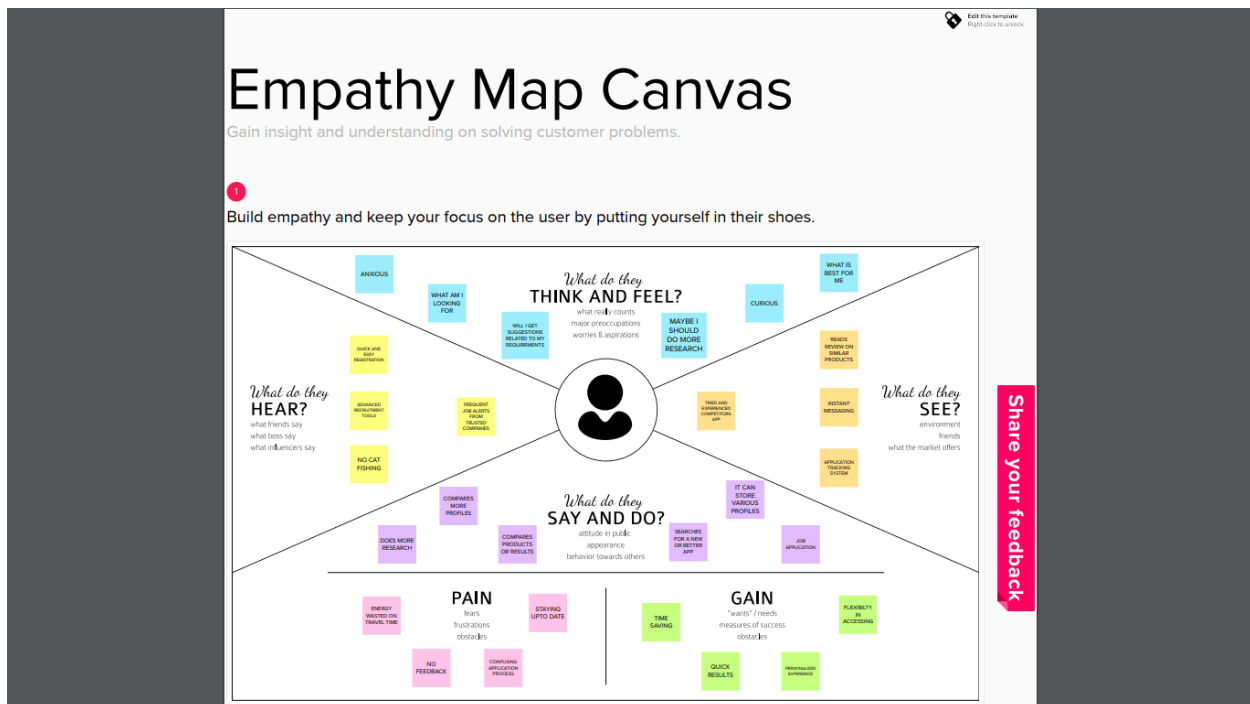 Edit this template
Right click to unlock
Empathy Map Canvas
Gain insight and understanding on solving customer problems.
1
Build empathy and keep your focus on the user by putting yourself in their shoes.
What do they
THINK AND FEEL?
what really counts
major preoccupations
worries & aspirations
ANXIOUS
WHAT AM I
LOOKING
FOR
WILL I GET
SUGGESTIONS
RELATED TO MY
REQUIREMENTS
MAYBE I
SHOULD
DO MORE
RESEARCH
CURIOUS
WHAT IS
BEST FOR
ME
What do they
HEAR?
what friends say
what boss say
what influencers say
QUICK AND
EASY
REGISTRATION
ADVANCED
RECRUITMENT
TOOLS
NO CAT
FISHING
FREQUENT
JOB ALERTS
FROM
TRUSTED
COMPANIES
What do they
SEE?
environment
friends
what the market offers
TRIED AND
EXPERIENCED
COMPETITORS
APP
READS
REVIEW ON
SIMILAR
PRODUCTS
INSTANT
MESSAGING
APPLICATION
TRACKING
SYSTEM
What do they
SAY AND DO?
attitude in public
appearance
behavior towards others
DOES MORE
RESEARCH
COMPARES
MORE
PROFILES
COMPARES
PRODUCTS
OR RESULTS
SEARCHES
FOR A NEW
OR BETTER
APP
IT CAN
STORE
VARIOUS
PROFILES
JOB
APPLICATION
PAIN
fears
frustrations
obstacles
ENERGY
WASTED ON
TRAVEL TIME
NO
FEEDBACK
CONFUSING
APPLICATION
PROCESS
STAYING
UPTO DATE
GAIN
"wants" / needs
measures of success
obstacles
TIME
SAVING
QUICK
RESULTS
PERSONALIZED
EXPERIENCE
FLEXIBILTY
IN
ACCESSING
Share your feedback